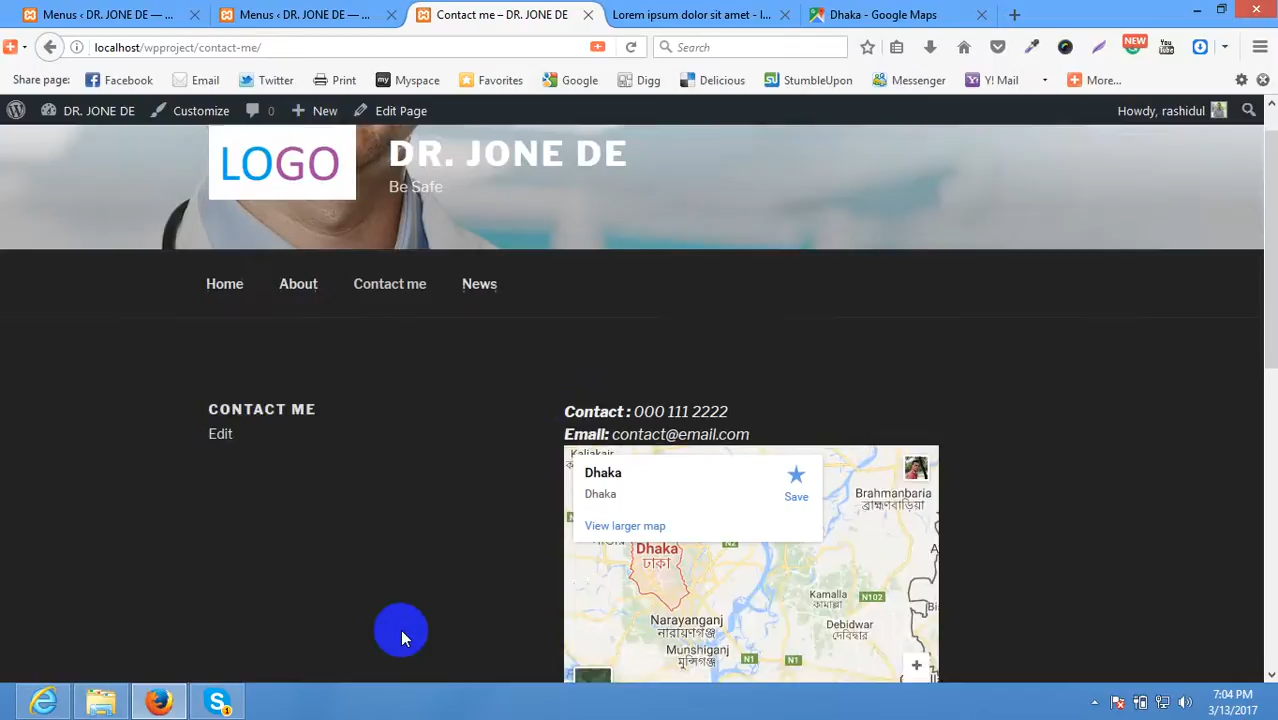 Menus ‹ DR. JONE DE — ...
Menus ‹ DR. JONE DE — ...
Contact me – DR. JONE DE
Lorem ipsum dolor sit amet - l...
Dhaka - Google Maps
localhost/wpproject/contact-me/
Search
NEW
You
Share page:
Facebook
Email
Twitter
Print
my
Myspace
Favorites
Google
Digg
Delicious
StumbleUpon
Messenger
Y! Mail
More...
DR. JONE DE
Customize
0
New
Edit Page
Howdy, rashidul
LOGO
DR. JONE DE
Be Safe
Home
About
Contact me
News
CONTACT ME
Edit
Contact : 000 111 2222
Email: contact@email.com
Dhaka
Dhaka
Save
View larger map
Brahmanbaria
ব্রাহ্মণবাড়িয়া
N2
Dhaka
ঢাকা
Kamalla
কামাল্লা
N102
Narayanganj
নারায়ণগঞ্জ
Debidwar
দেবিদ্বার
Munshiganj
মুন্সিগঞ্জ
N1
N1
+
7:04 PM
3/13/2017